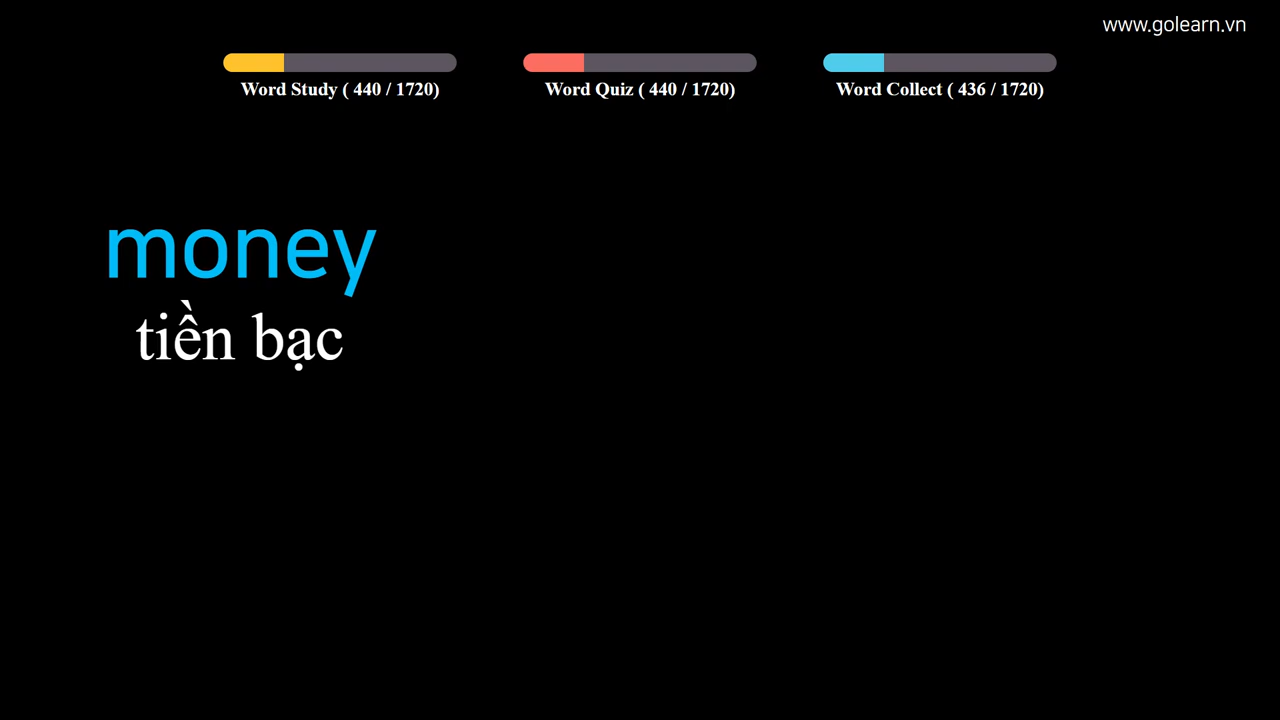 www.golearn.vn
Word Study ( 440 / 1720)
Word Quiz ( 440 / 1720)
Word Collect ( 436 / 1720)
money
tiền bạc